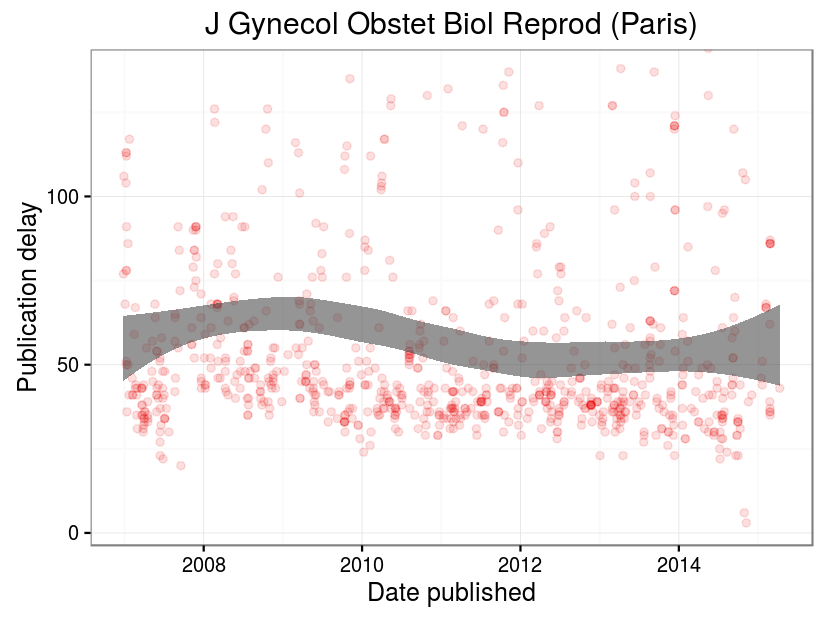 J Gynecol Obstet Biol Reprod (Paris)
Publication delay
100
50
0
2008
2010
2012
2014
Date published